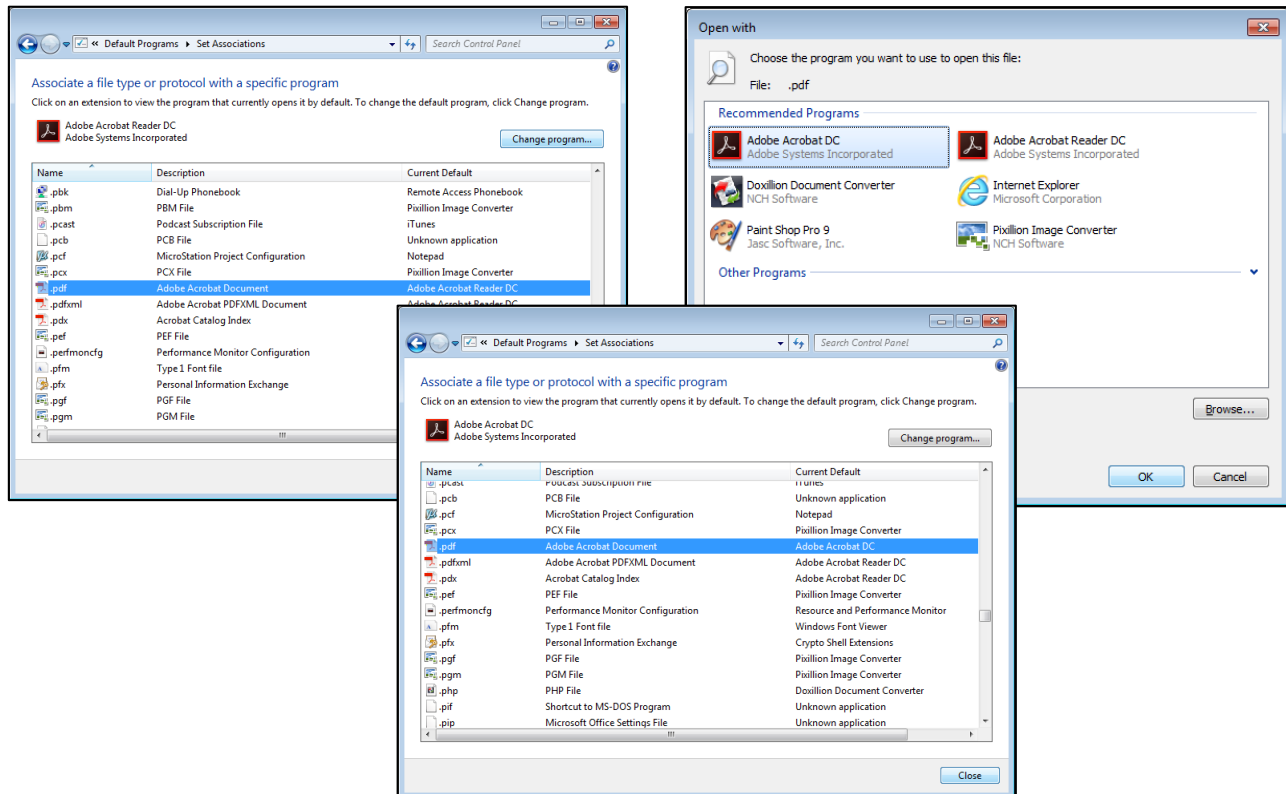 « Default Programs ▸ Set Associations
Search Control Panel
Associate a file type or protocol with a specific program
Click on an extension to view the program that currently opens it by default. To change the default program, click Change program.
Adobe Acrobat Reader DC
Adobe Systems Incorporated
Change program...
Name Description Current Default
.pbk Dial-Up Phonebook Remote Access Phonebook
.pbm PBM File Pixillion Image Converter
.pcast Podcast Subscription File iTunes
.pcb PCB File Unknown application
.pcf MicroStation Project Configuration Notepad
.pcx PCX File Pixillion Image Converter
.pdf Adobe Acrobat Document Adobe Acrobat Reader DC
.pdfxml Adobe Acrobat PDFXML Document Adobe Acrobat Reader DC
.pdx Acrobat Catalog Index
.pef PEF File
.perfmoncfg Performance Monitor Configuration
.pfm Type 1 Font file
.pfx Personal Information Exchange
.pgf PGF File
.pgm PGM File
Open with
Choose the program you want to use to open this file:
File: .pdf
Recommended Programs
Adobe Acrobat DC
Adobe Systems Incorporated
Adobe Acrobat Reader DC
Adobe Systems Incorporated
Doxillion Document Converter
NCH Software
Internet Explorer
Microsoft Corporation
Paint Shop Pro 9
Jasc Software, Inc.
Pixillion Image Converter
NCH Software
Other Programs
Browse...
OK Cancel
« Default Programs ▸ Set Associations
Search Control Panel
Associate a file type or protocol with a specific program
Click on an extension to view the program that currently opens it by default. To change the default program, click Change program.
Adobe Acrobat DC
Adobe Systems Incorporated
Change program...
Name Description Current Default
.pcast Podcast Subscription File iTunes
.pcb PCB File Unknown application
.pcf MicroStation Project Configuration Notepad
.pcx PCX File Pixillion Image Converter
.pdf Adobe Acrobat Document Adobe Acrobat DC
.pdfxml Adobe Acrobat PDFXML Document Adobe Acrobat Reader DC
.pdx Acrobat Catalog Index Adobe Acrobat Reader DC
.pef PEF File Pixillion Image Converter
.perfmoncfg Performance Monitor Configuration Resource and Performance Monitor
.pfm Type 1 Font file Windows Font Viewer
.pfx Personal Information Exchange Crypto Shell Extensions
.pgf PGF File Pixillion Image Converter
.pgm PGM File Pixillion Image Converter
.php PHP File Doxillion Document Converter
.pif Shortcut to MS-DOS Program Unknown application
.pip Microsoft Office Settings File Unknown application
Close